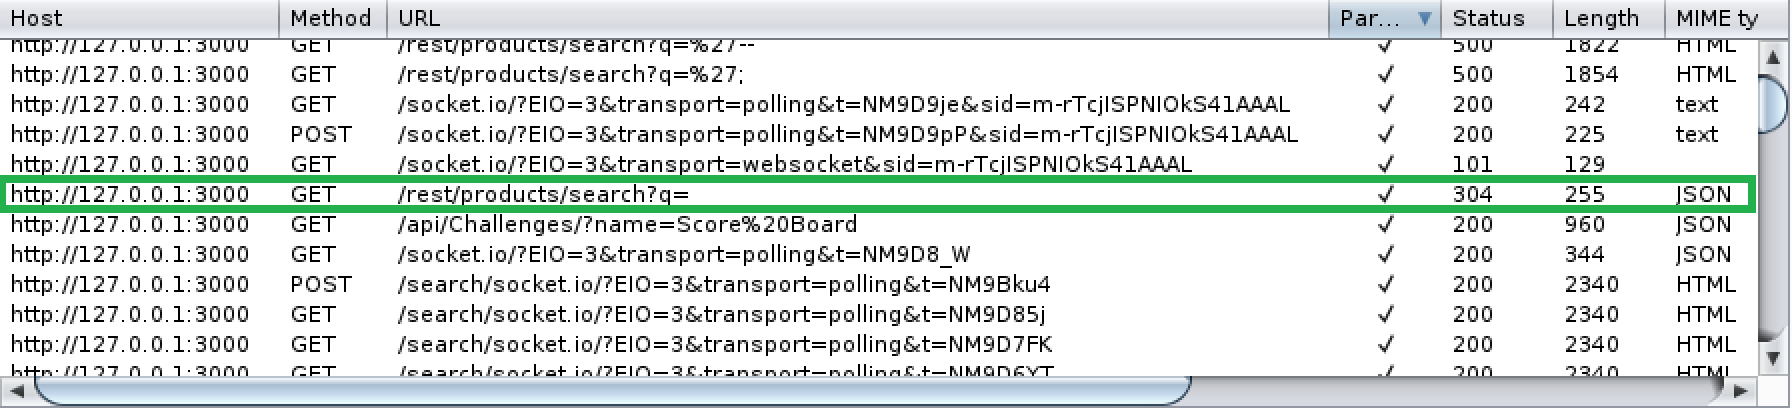 Host Method URL Par... Status Length MIME ty
http://127.0.0.1:3000 GET /rest/products/search?q=%27-- ✓ 500 1822 HTML
http://127.0.0.1:3000 GET /rest/products/search?q=%27; ✓ 500 1854 HTML
http://127.0.0.1:3000 GET /socket.io/?EIO=3&transport=polling&t=NM9D9je&sid=m-rTcjISPNIOkS41AAAL ✓ 200 242 text
http://127.0.0.1:3000 POST /socket.io/?EIO=3&transport=polling&t=NM9D9pP&sid=m-rTcjISPNIOkS41AAAL ✓ 200 225 text
http://127.0.0.1:3000 GET /socket.io/?EIO=3&transport=websocket&sid=m-rTcjISPNIOkS41AAAL ✓ 101 129
http://127.0.0.1:3000 GET /rest/products/search?q= ✓ 304 255 JSON
http://127.0.0.1:3000 GET /api/Challenges/?name=Score%20Board ✓ 200 960 JSON
http://127.0.0.1:3000 GET /socket.io/?EIO=3&transport=polling&t=NM9D8_W ✓ 200 344 JSON
http://127.0.0.1:3000 POST /search/socket.io/?EIO=3&transport=polling&t=NM9Bku4 ✓ 200 2340 HTML
http://127.0.0.1:3000 GET /search/socket.io/?EIO=3&transport=polling&t=NM9D85j ✓ 200 2340 HTML
http://127.0.0.1:3000 GET /search/socket.io/?EIO=3&transport=polling&t=NM9D7FK ✓ 200 2340 HTML
http://127.0.0.1:3000 GET /search/socket.io/?EIO=3&transport=polling&t=NM9D6YT ✓ 200 2340 HTML